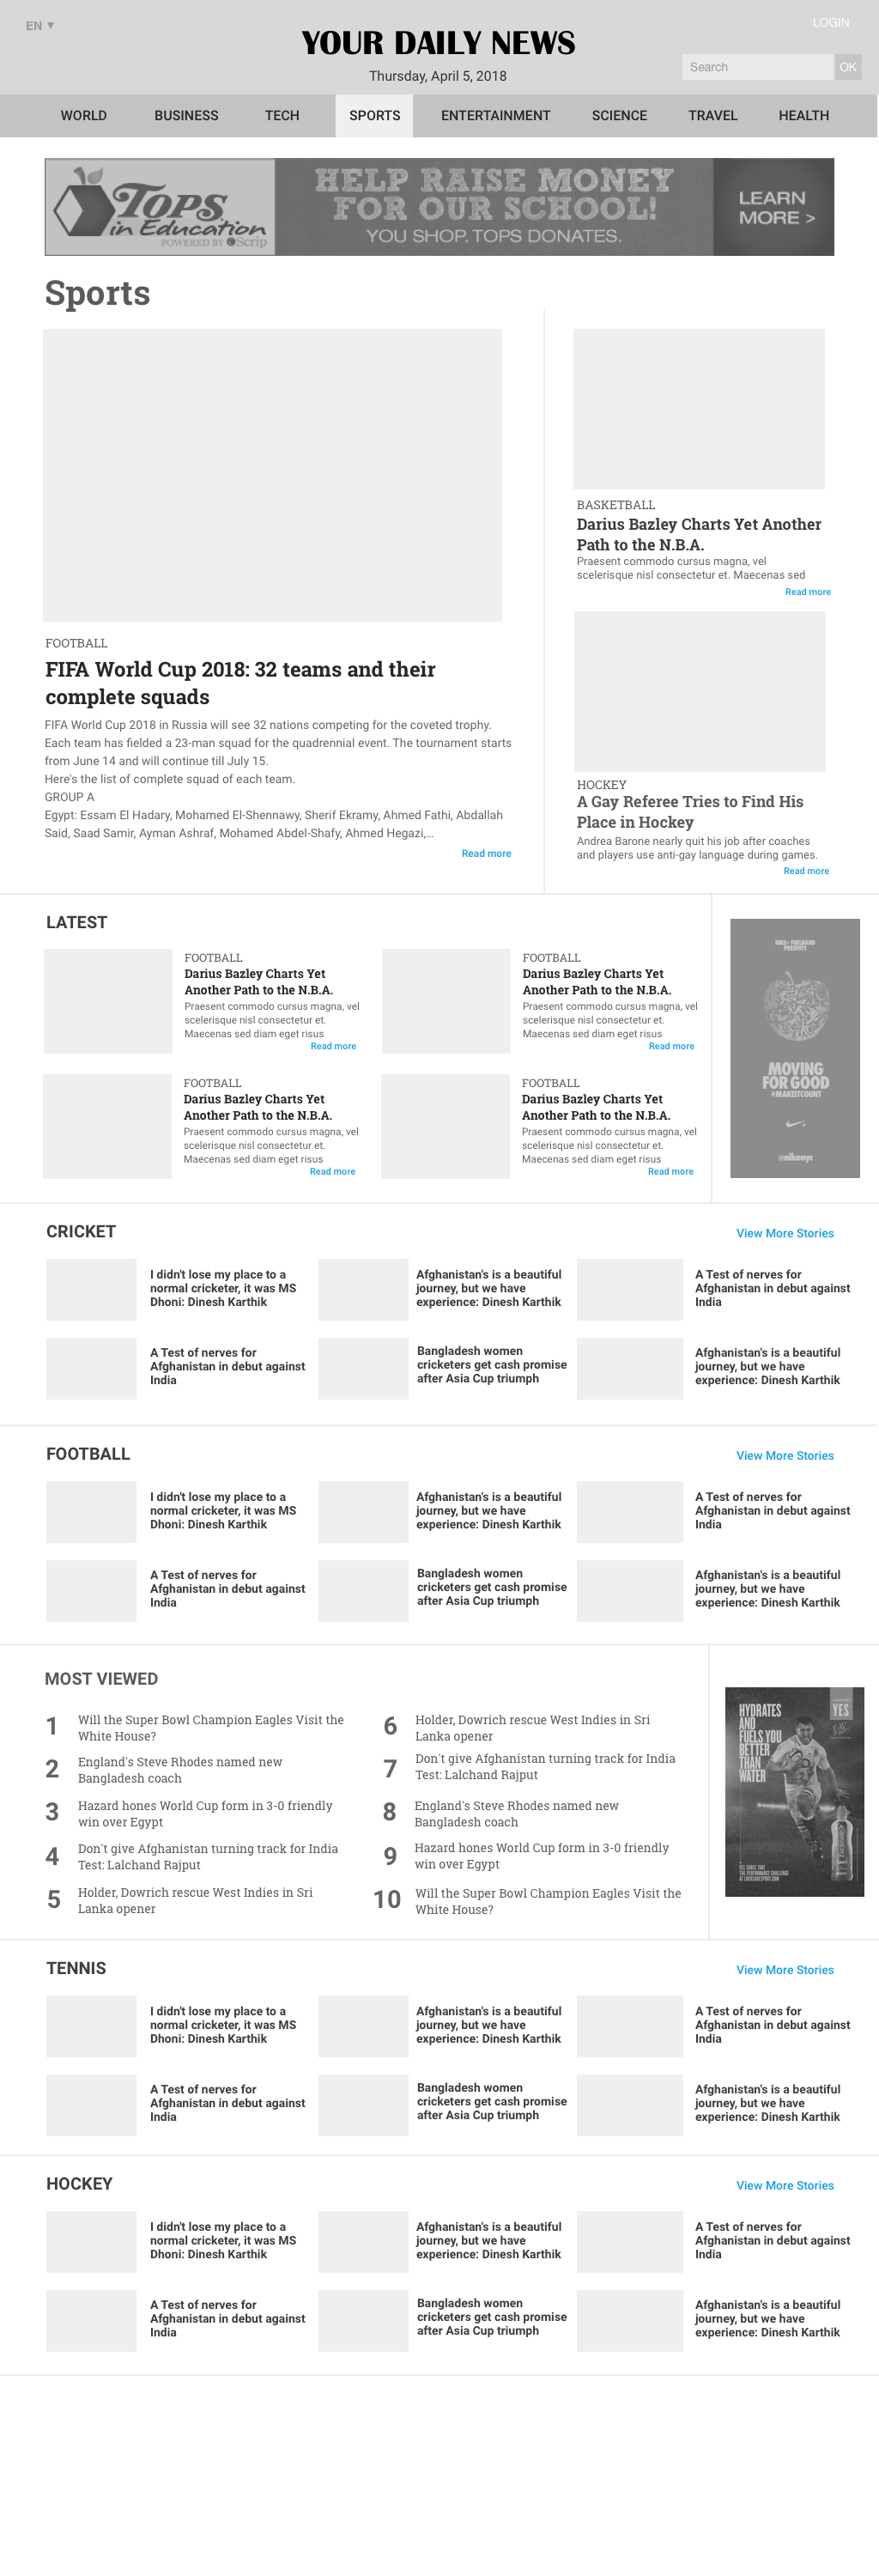 EN ▼
LOGIN
YOUR DAILY NEWS
Thursday, April 5, 2018
Search
OK
WORLD
BUSINESS
TECH
SPORTS
ENTERTAINMENT
SCIENCE
TRAVEL
HEALTH
Tops
in Education
POWERED BY eScrip
HELP RAISE MONEY
FOR OUR SCHOOL!
YOU SHOP. TOPS DONATES.
LEARN
MORE >
Sports
FOOTBALL
FIFA World Cup 2018: 32 teams and their
complete squads
FIFA World Cup 2018 in Russia will see 32 nations competing for the coveted trophy.
Each team has fielded a 23-man squad for the quadrennial event. The tournament starts
from June 14 and will continue till July 15.
Here's the list of complete squad of each team.
GROUP A
Egypt: Essam El Hadary, Mohamed El-Shennawy, Sherif Ekramy, Ahmed Fathi, Abdallah
Said, Saad Samir, Ayman Ashraf, Mohamed Abdel-Shafy, Ahmed Hegazi,...
Read more
BASKETBALL
Darius Bazley Charts Yet Another
Path to the N.B.A.
Praesent commodo cursus magna, vel
scelerisque nisl consectetur et. Maecenas sed
Read more
HOCKEY
A Gay Referee Tries to Find His
Place in Hockey
Andrea Barone nearly quit his job after coaches
and players use anti-gay language during games.
Read more
LATEST
FOOTBALL
Darius Bazley Charts Yet
Another Path to the N.B.A.
Praesent commodo cursus magna, vel
scelerisque nisl consectetur et.
Maecenas sed diam eget risus
Read more
FOOTBALL
Darius Bazley Charts Yet
Another Path to the N.B.A.
Praesent commodo cursus magna, vel
scelerisque nisl consectetur et.
Maecenas sed diam eget risus
Read more
FOOTBALL
Darius Bazley Charts Yet
Another Path to the N.B.A.
Praesent commodo cursus magna, vel
scelerisque nisl consectetur et.
Maecenas sed diam eget risus
Read more
FOOTBALL
Darius Bazley Charts Yet
Another Path to the N.B.A.
Praesent commodo cursus magna, vel
scelerisque nisl consectetur et.
Maecenas sed diam eget risus
Read more
NIKE+ FUELBAND
PRESENTS
MOVING
FOR GOOD
#MAKEITCOUNT
@nikenyc
CRICKET
View More Stories
I didn't lose my place to a
normal cricketer, it was MS
Dhoni: Dinesh Karthik
Afghanistan's is a beautiful
journey, but we have
experience: Dinesh Karthik
A Test of nerves for
Afghanistan in debut against
India
A Test of nerves for
Afghanistan in debut against
India
Bangladesh women
cricketers get cash promise
after Asia Cup triumph
Afghanistan's is a beautiful
journey, but we have
experience: Dinesh Karthik
FOOTBALL
View More Stories
I didn't lose my place to a
normal cricketer, it was MS
Dhoni: Dinesh Karthik
Afghanistan's is a beautiful
journey, but we have
experience: Dinesh Karthik
A Test of nerves for
Afghanistan in debut against
India
A Test of nerves for
Afghanistan in debut against
India
Bangladesh women
cricketers get cash promise
after Asia Cup triumph
Afghanistan's is a beautiful
journey, but we have
experience: Dinesh Karthik
MOST VIEWED
1 Will the Super Bowl Champion Eagles Visit the
White House?
2 England's Steve Rhodes named new
Bangladesh coach
3 Hazard hones World Cup form in 3-0 friendly
win over Egypt
4 Don't give Afghanistan turning track for India
Test: Lalchand Rajput
5 Holder, Dowrich rescue West Indies in Sri
Lanka opener
6 Holder, Dowrich rescue West Indies in Sri
Lanka opener
7 Don't give Afghanistan turning track for India
Test: Lalchand Rajput
8 England's Steve Rhodes named new
Bangladesh coach
9 Hazard hones World Cup form in 3-0 friendly
win over Egypt
10 Will the Super Bowl Champion Eagles Visit the
White House?
HYDRATES
AND
FUELS YOU
BETTER
THAN
WATER
YES
SEE CHRIS TAKE
THE PERFORMANCE CHALLENGE
AT LUCOZADESPORT.COM
TENNIS
View More Stories
I didn't lose my place to a
normal cricketer, it was MS
Dhoni: Dinesh Karthik
Afghanistan's is a beautiful
journey, but we have
experience: Dinesh Karthik
A Test of nerves for
Afghanistan in debut against
India
A Test of nerves for
Afghanistan in debut against
India
Bangladesh women
cricketers get cash promise
after Asia Cup triumph
Afghanistan's is a beautiful
journey, but we have
experience: Dinesh Karthik
HOCKEY
View More Stories
I didn't lose my place to a
normal cricketer, it was MS
Dhoni: Dinesh Karthik
Afghanistan's is a beautiful
journey, but we have
experience: Dinesh Karthik
A Test of nerves for
Afghanistan in debut against
India
A Test of nerves for
Afghanistan in debut against
India
Bangladesh women
cricketers get cash promise
after Asia Cup triumph
Afghanistan's is a beautiful
journey, but we have
experience: Dinesh Karthik